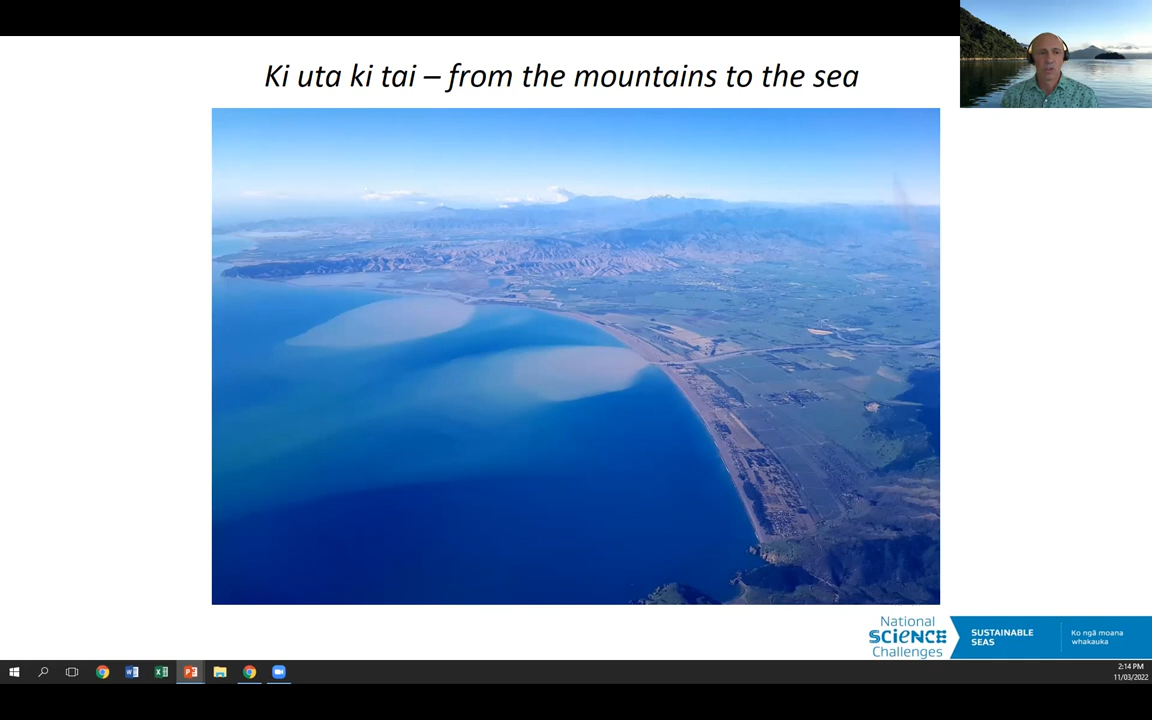 Ki uta ki tai – from the mountains to the sea
National
SCIENCE
Challenges
SUSTAINABLE
SEAS
Ko ngā moana
whakauka
2:14 PM
11/03/2022